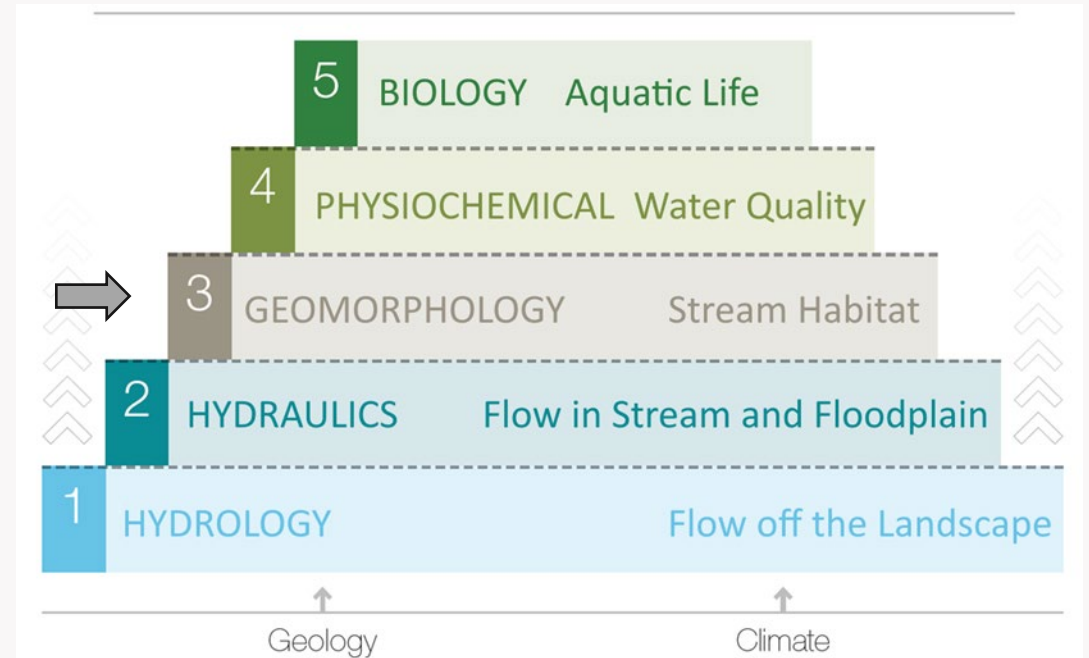 5 BIOLOGY Aquatic Life
4 PHYSIOCHEMICAL Water Quality
3 GEOMORPHOLOGY Stream Habitat
2 HYDRAULICS Flow in Stream and Floodplain
1 HYDROLOGY Flow off the Landscape
Geology Climate